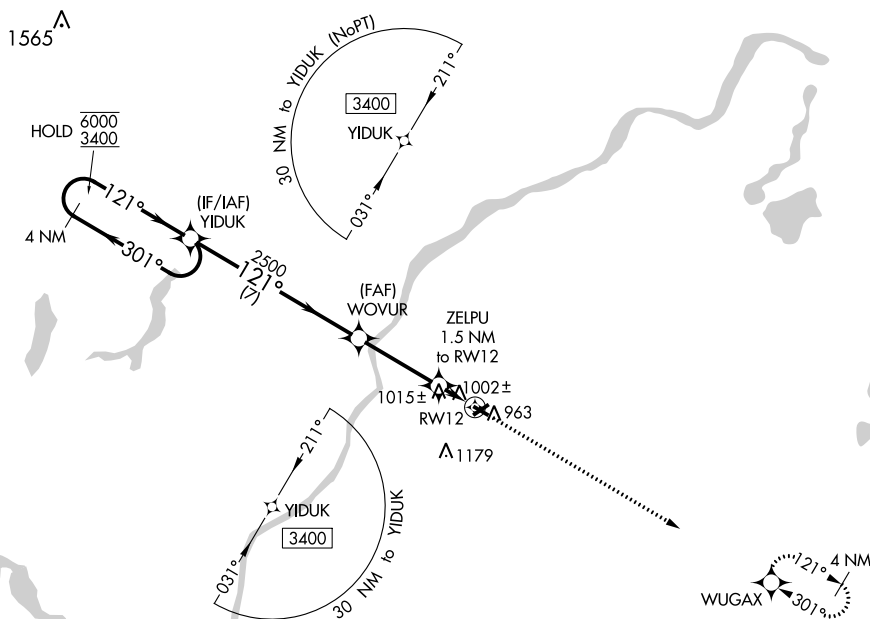 1565
30 NM to YIDUK (NoPT)
211°
3400
YIDUK
031°
HOLD 6000
3400
121°
(IF/IAF)
YIDUK
4 NM
301°
2500
121°
(7)
(FAF)
WOVUR
ZELPU
1.5 NM
to RW12
1015± 1002±
RW12 963
1179
211°
YIDUK
3400
031°
30 NM to YIDUK
4 NM
121°
WUGAX 301°